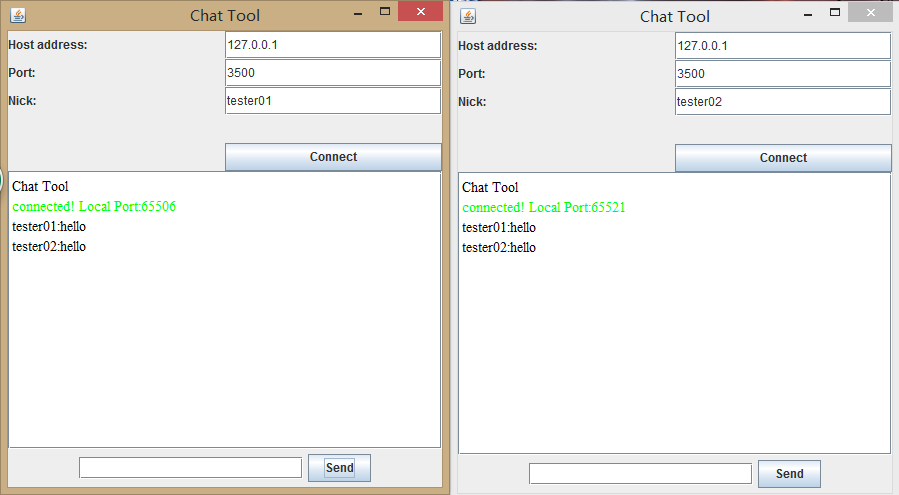 Chat Tool
Host address: 127.0.0.1
Port: 3500
Nick: tester01
Connect
Chat Tool
connected! Local Port:65506
tester01:hello
tester02:hello
Send
Chat Tool
Host address: 127.0.0.1
Port: 3500
Nick: tester02
Connect
Chat Tool
connected! Local Port:65521
tester01:hello
tester02:hello
Send